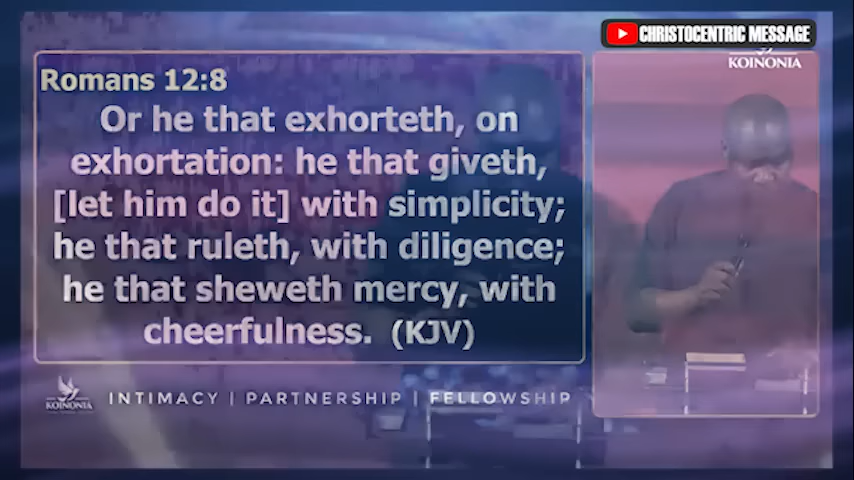 CHRISTOCENTRIC MESSAGE
KOINONIA
Romans 12:8
Or he that exhorteth, on
exhortation: he that giveth,
[let him do it] with simplicity;
he that ruleth, with diligence;
he that sheweth mercy, with
cheerfulness. (KJV)
KOINONIA
INTIMACY | PARTNERSHIP | FELLOWSHIP